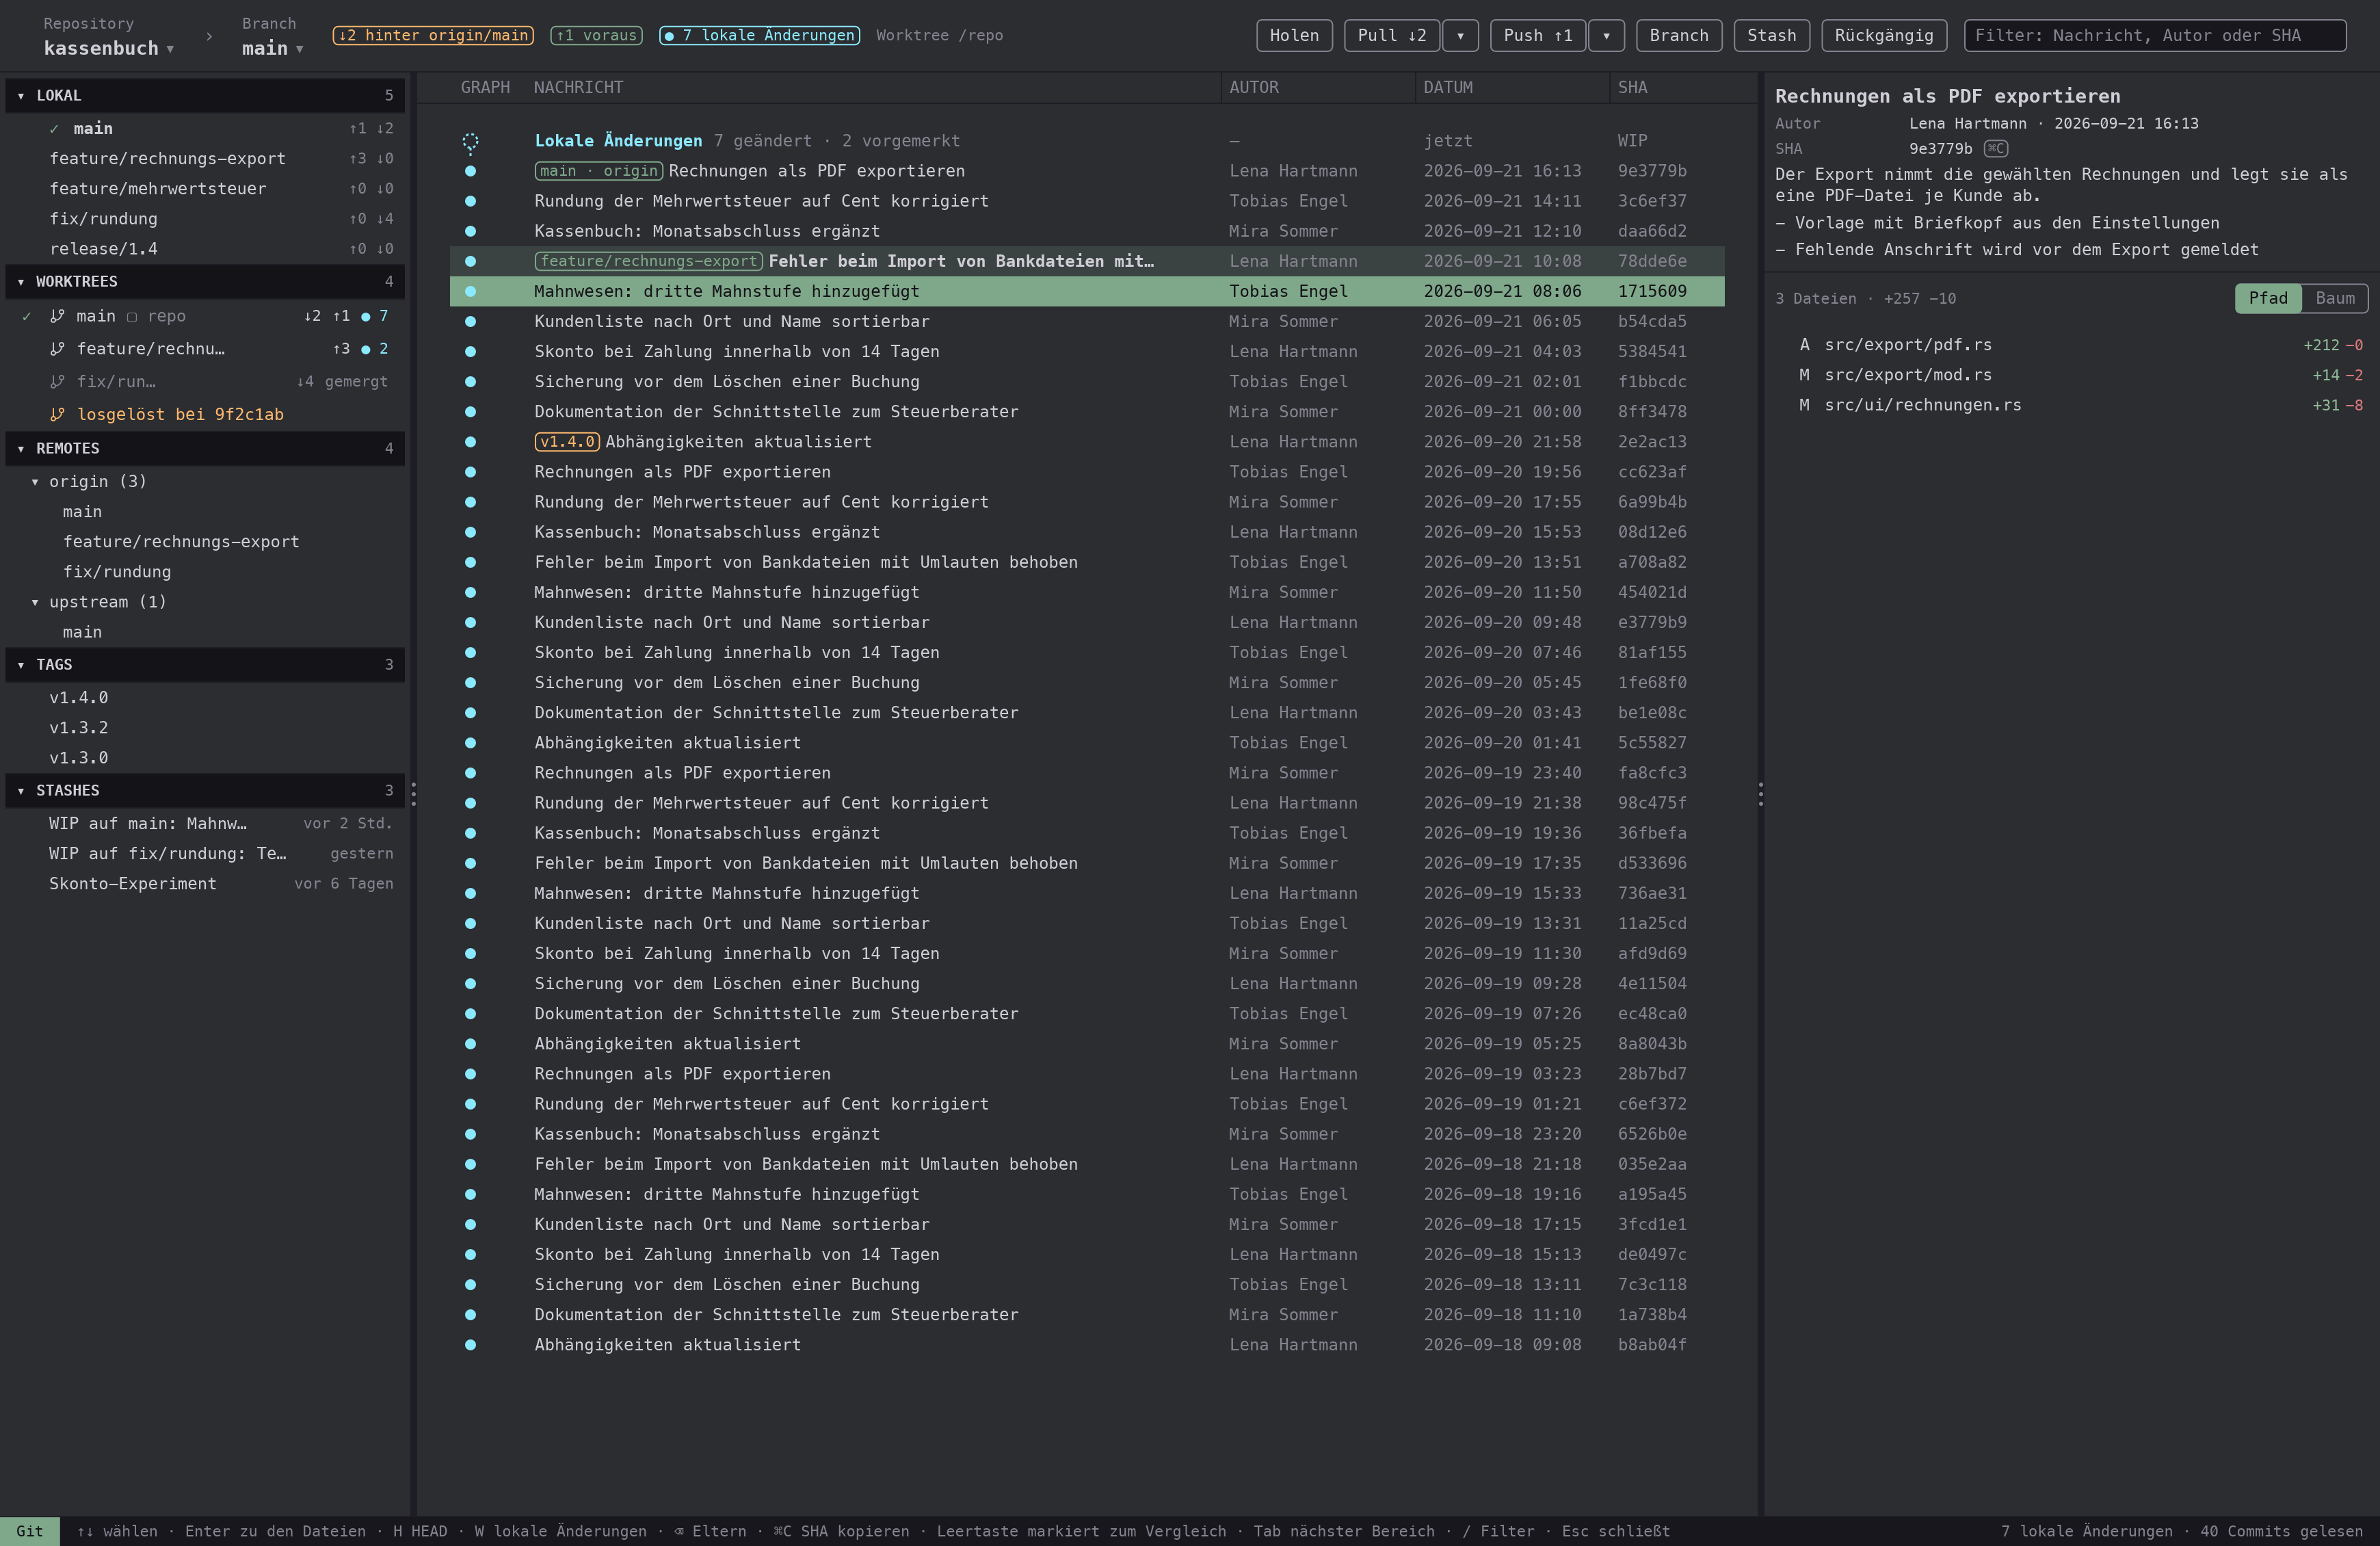 Repository › Branch
kassenbuch ▾ main ▾ ↓2 hinter origin/main ↑1 voraus ● 7 lokale Änderungen Worktree /repo Holen Pull ↓2 ▾ Push ↑1 ▾ Branch Stash Rückgängig Filter: Nachricht, Autor oder SHA
▾ LOKAL 5
✓ main ↑1 ↓2
feature/rechnungs-export ↑3 ↓0
feature/mehrwertsteuer ↑0 ↓0
fix/rundung ↑0 ↓4
release/1.4 ↑0 ↓0
▾ WORKTREES 4
✓ main ▢ repo ↓2 ↑1 ● 7
feature/rechnu… ↑3 ● 2
fix/run… ↓4 gemergt
losgelöst bei 9f2c1ab
▾ REMOTES 4
▾ origin (3)
main
feature/rechnungs-export
fix/rundung
▾ upstream (1)
main
▾ TAGS 3
v1.4.0
v1.3.2
v1.3.0
▾ STASHES 3
WIP auf main: Mahnw… vor 2 Std.
WIP auf fix/rundung: Te… gestern
Skonto-Experiment vor 6 Tagen
GRAPH NACHRICHT AUTOR DATUM SHA
Lokale Änderungen 7 geändert · 2 vorgemerkt — jetzt WIP
main · origin Rechnungen als PDF exportieren Lena Hartmann 2026-09-21 16:13 9e3779b
Rundung der Mehrwertsteuer auf Cent korrigiert Tobias Engel 2026-09-21 14:11 3c6ef37
Kassenbuch: Monatsabschluss ergänzt Mira Sommer 2026-09-21 12:10 daa66d2
feature/rechnungs-export Fehler beim Import von Bankdateien mit… Lena Hartmann 2026-09-21 10:08 78dde6e
Mahnwesen: dritte Mahnstufe hinzugefügt Tobias Engel 2026-09-21 08:06 1715609
Kundenliste nach Ort und Name sortierbar Mira Sommer 2026-09-21 06:05 b54cda5
Skonto bei Zahlung innerhalb von 14 Tagen Lena Hartmann 2026-09-21 04:03 5384541
Sicherung vor dem Löschen einer Buchung Tobias Engel 2026-09-21 02:01 f1bbcdc
Dokumentation der Schnittstelle zum Steuerberater Mira Sommer 2026-09-21 00:00 8ff3478
v1.4.0 Abhängigkeiten aktualisiert Lena Hartmann 2026-09-20 21:58 2e2ac13
Rechnungen als PDF exportieren Tobias Engel 2026-09-20 19:56 cc623af
Rundung der Mehrwertsteuer auf Cent korrigiert Mira Sommer 2026-09-20 17:55 6a99b4b
Kassenbuch: Monatsabschluss ergänzt Lena Hartmann 2026-09-20 15:53 08d12e6
Fehler beim Import von Bankdateien mit Umlauten behoben Tobias Engel 2026-09-20 13:51 a708a82
Mahnwesen: dritte Mahnstufe hinzugefügt Mira Sommer 2026-09-20 11:50 454021d
Kundenliste nach Ort und Name sortierbar Lena Hartmann 2026-09-20 09:48 e3779b9
Skonto bei Zahlung innerhalb von 14 Tagen Tobias Engel 2026-09-20 07:46 81af155
Sicherung vor dem Löschen einer Buchung Mira Sommer 2026-09-20 05:45 1fe68f0
Dokumentation der Schnittstelle zum Steuerberater Lena Hartmann 2026-09-20 03:43 be1e08c
Abhängigkeiten aktualisiert Tobias Engel 2026-09-20 01:41 5c55827
Rechnungen als PDF exportieren Mira Sommer 2026-09-19 23:40 fa8cfc3
Rundung der Mehrwertsteuer auf Cent korrigiert Lena Hartmann 2026-09-19 21:38 98c475f
Kassenbuch: Monatsabschluss ergänzt Tobias Engel 2026-09-19 19:36 36fbefa
Fehler beim Import von Bankdateien mit Umlauten behoben Mira Sommer 2026-09-19 17:35 d533696
Mahnwesen: dritte Mahnstufe hinzugefügt Lena Hartmann 2026-09-19 15:33 736ae31
Kundenliste nach Ort und Name sortierbar Tobias Engel 2026-09-19 13:31 11a25cd
Skonto bei Zahlung innerhalb von 14 Tagen Mira Sommer 2026-09-19 11:30 afd9d69
Sicherung vor dem Löschen einer Buchung Lena Hartmann 2026-09-19 09:28 4e11504
Dokumentation der Schnittstelle zum Steuerberater Tobias Engel 2026-09-19 07:26 ec48ca0
Abhängigkeiten aktualisiert Mira Sommer 2026-09-19 05:25 8a8043b
Rechnungen als PDF exportieren Lena Hartmann 2026-09-19 03:23 28b7bd7
Rundung der Mehrwertsteuer auf Cent korrigiert Tobias Engel 2026-09-19 01:21 c6ef372
Kassenbuch: Monatsabschluss ergänzt Mira Sommer 2026-09-18 23:20 6526b0e
Fehler beim Import von Bankdateien mit Umlauten behoben Lena Hartmann 2026-09-18 21:18 035e2aa
Mahnwesen: dritte Mahnstufe hinzugefügt Tobias Engel 2026-09-18 19:16 a195a45
Kundenliste nach Ort und Name sortierbar Mira Sommer 2026-09-18 17:15 3fcd1e1
Skonto bei Zahlung innerhalb von 14 Tagen Lena Hartmann 2026-09-18 15:13 de0497c
Sicherung vor dem Löschen einer Buchung Tobias Engel 2026-09-18 13:11 7c3c118
Dokumentation der Schnittstelle zum Steuerberater Mira Sommer 2026-09-18 11:10 1a738b4
Abhängigkeiten aktualisiert Lena Hartmann 2026-09-18 09:08 b8ab04f
Rechnungen als PDF exportieren
Autor Lena Hartmann · 2026-09-21 16:13
SHA 9e3779b ⌘C
Der Export nimmt die gewählten Rechnungen und legt sie als
eine PDF-Datei je Kunde ab.
– Vorlage mit Briefkopf aus den Einstellungen
– Fehlende Anschrift wird vor dem Export gemeldet
3 Dateien · +257 −10 Pfad Baum
A src/export/pdf.rs +212 −0
M src/export/mod.rs +14 −2
M src/ui/rechnungen.rs +31 −8
Git ↑↓ wählen · Enter zu den Dateien · H HEAD · W lokale Änderungen · ⌫ Eltern · ⌘C SHA kopieren · Leertaste markiert zum Vergleich · Tab nächster Bereich · / Filter · Esc schließt 7 lokale Änderungen · 40 Commits gelesen